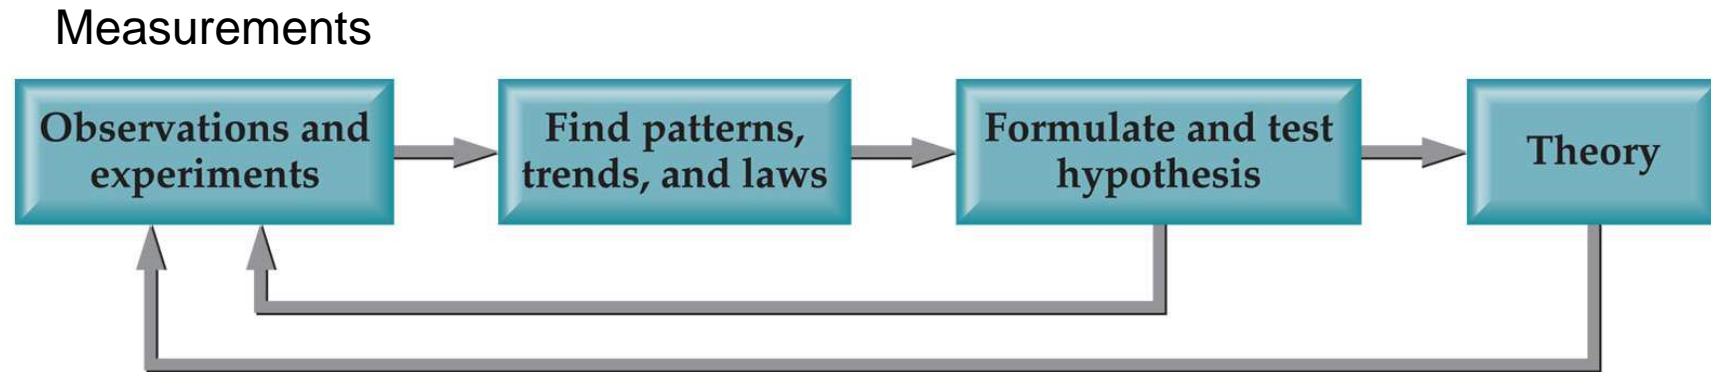 Measurements
Observations and
experiments
Find patterns,
trends, and laws
Formulate and test
hypothesis
Theory